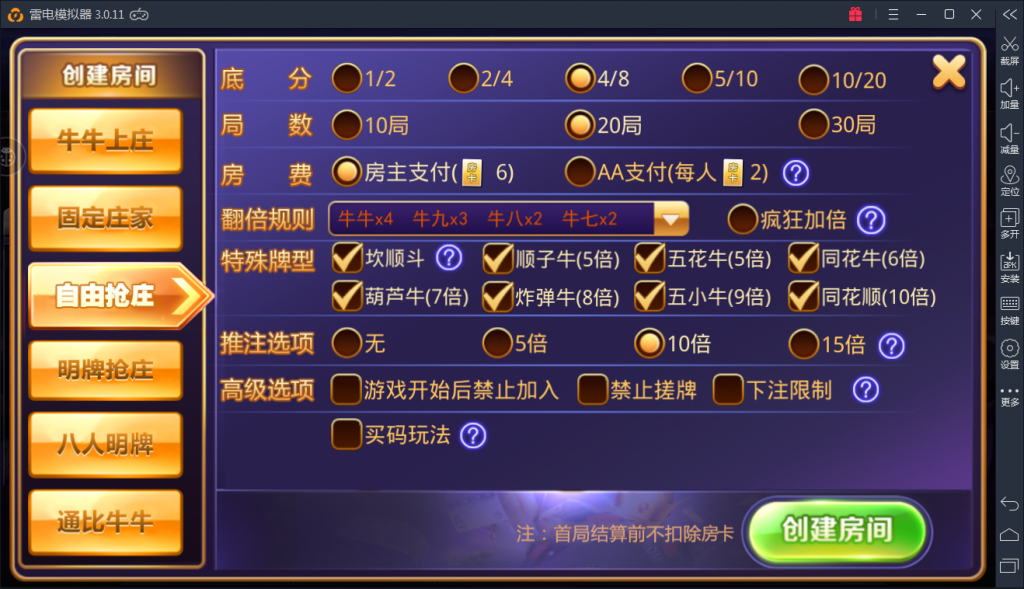 雷电模拟器 3.0.11
创建房间
牛牛上庄
固定庄家
自由抢庄
明牌抢庄
八人明牌
通比牛牛
底 分 1/2 2/4 4/8 5/10 10/20
局 数 10局 20局 30局
房 费 房主支付(房卡 6) AA支付(每人房卡 2) ?
翻倍规则 牛牛x4 牛九x3 牛八x2 牛七x2 疯狂加倍 ?
特殊牌型 坎顺斗 ? 顺子牛(5倍) 五花牛(5倍) 同花牛(6倍)
葫芦牛(7倍) 炸弹牛(8倍) 五小牛(9倍) 同花顺(10倍)
推注选项 无 5倍 10倍 15倍 ?
高级选项 游戏开始后禁止加入 禁止搓牌 下注限制 ?
买码玩法 ?
注：首局结算前不扣除房卡
创建房间
截屏
加量
减量
定位
多开
APK
安装
按键
设置
更多